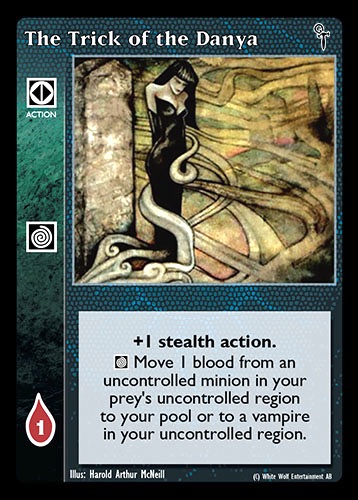 The Trick of the Danya
ACTION
+1 stealth action.
Move 1 blood from an
uncontrolled minion in your
prey's uncontrolled region
to your pool or to a vampire
in your uncontrolled region.
1
Illus: Harold Arthur McNeill
(C) White Wolf Entertainment AB